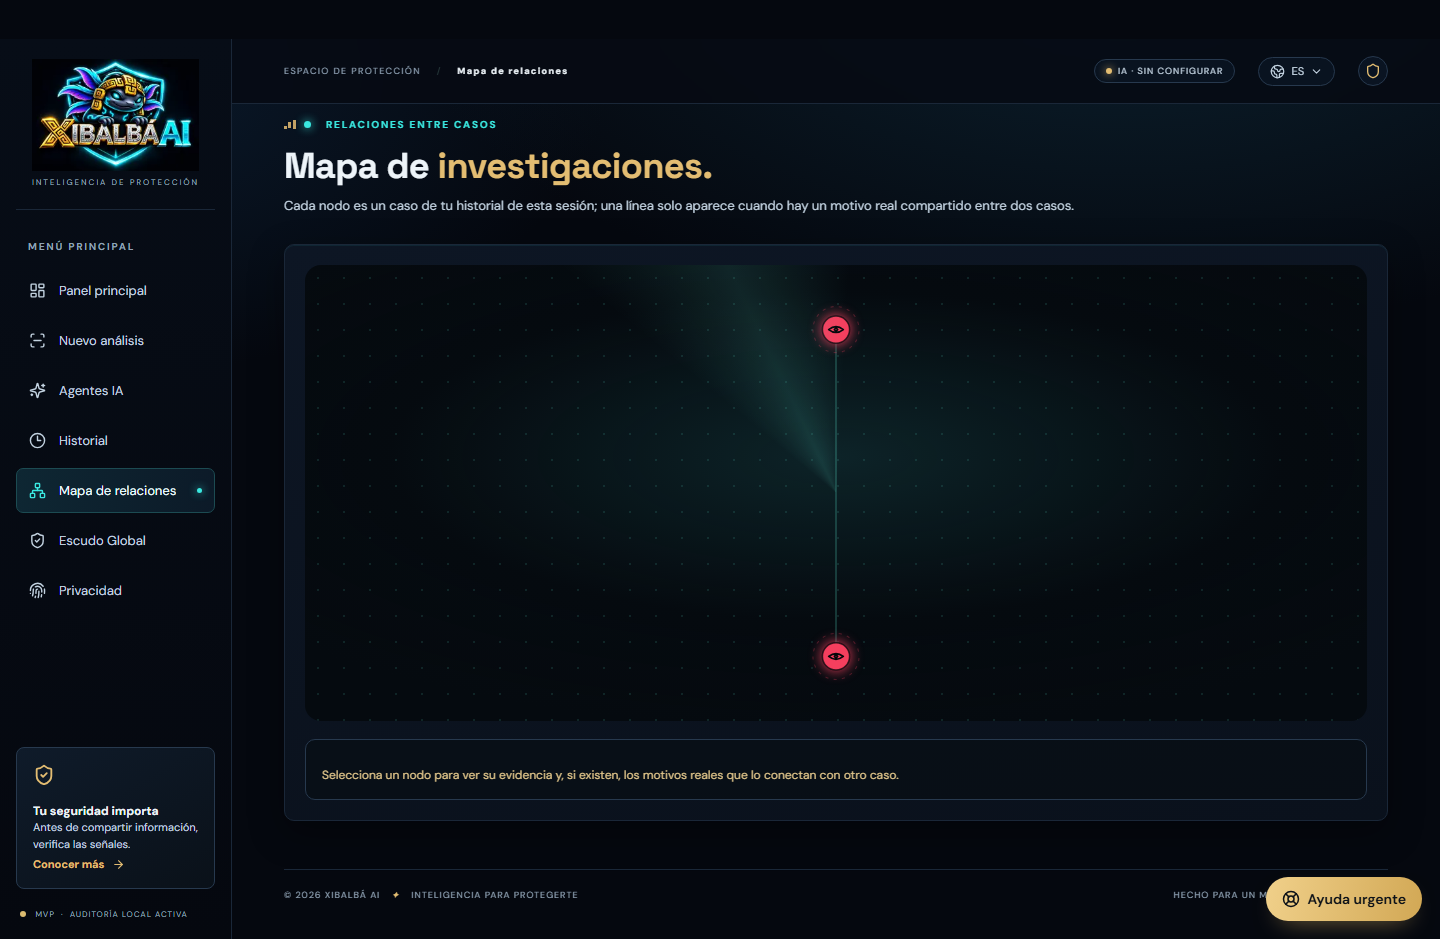 XIBALBÁ AI
INTELIGENCIA DE PROTECCIÓN
MENÚ PRINCIPAL
Panel principal
Nuevo análisis
Agentes IA
Historial
Mapa de relaciones
Escudo Global
Privacidad
Tu seguridad importa
Antes de compartir información,
verifica las señales.
Conocer más
MVP · AUDITORÍA LOCAL ACTIVA
ESPACIO DE PROTECCIÓN / Mapa de relaciones
IA · SIN CONFIGURAR
ES
RELACIONES ENTRE CASOS
Mapa de investigaciones.
Cada nodo es un caso de tu historial de esta sesión; una línea solo aparece cuando hay un motivo real compartido entre dos casos.
Selecciona un nodo para ver su evidencia y, si existen, los motivos reales que lo conectan con otro caso.
© 2026 XIBALBÁ AI ✦ INTELIGENCIA PARA PROTEGERTE
HECHO PARA UN
Ayuda urgente